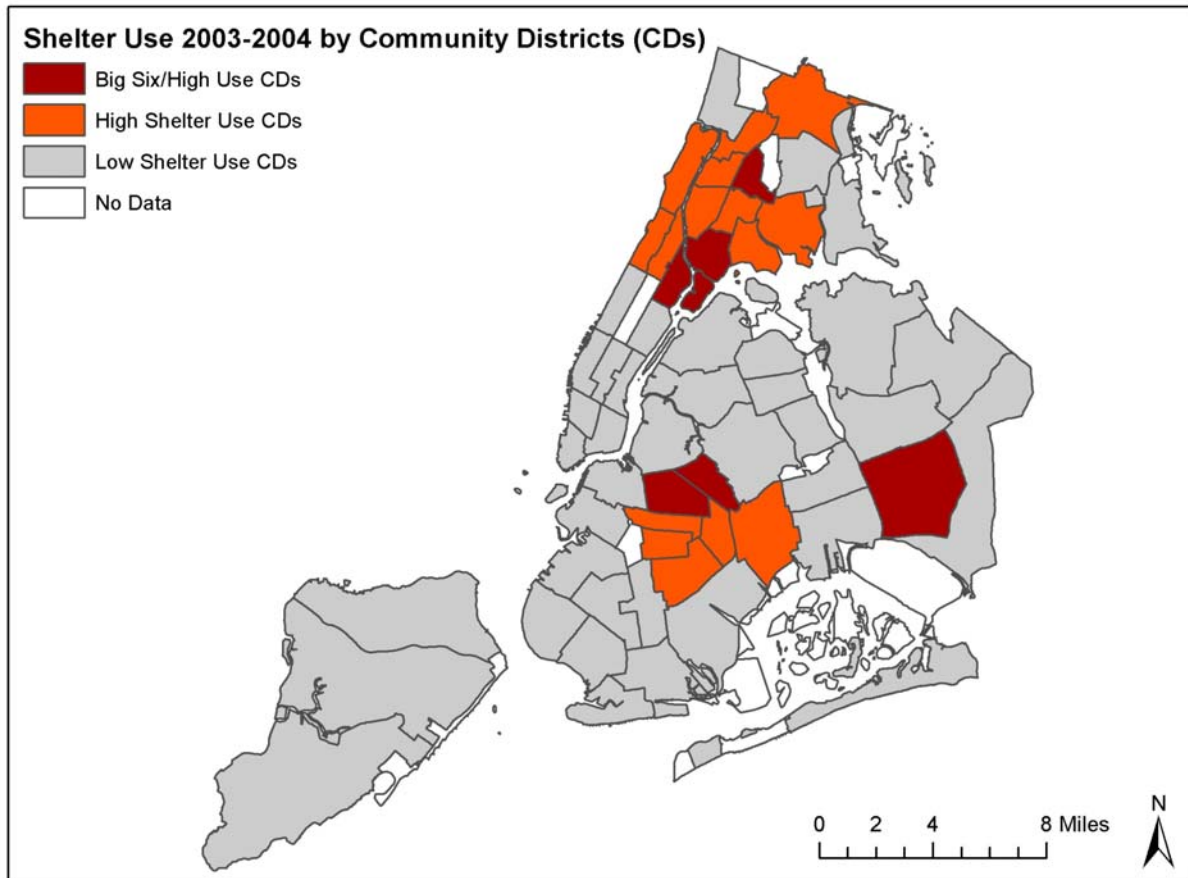 Shelter Use 2003-2004 by Community Districts (CDs)
Big Six/High Use CDs
High Shelter Use CDs
Low Shelter Use CDs
No Data
N
0 2 4 8 Miles